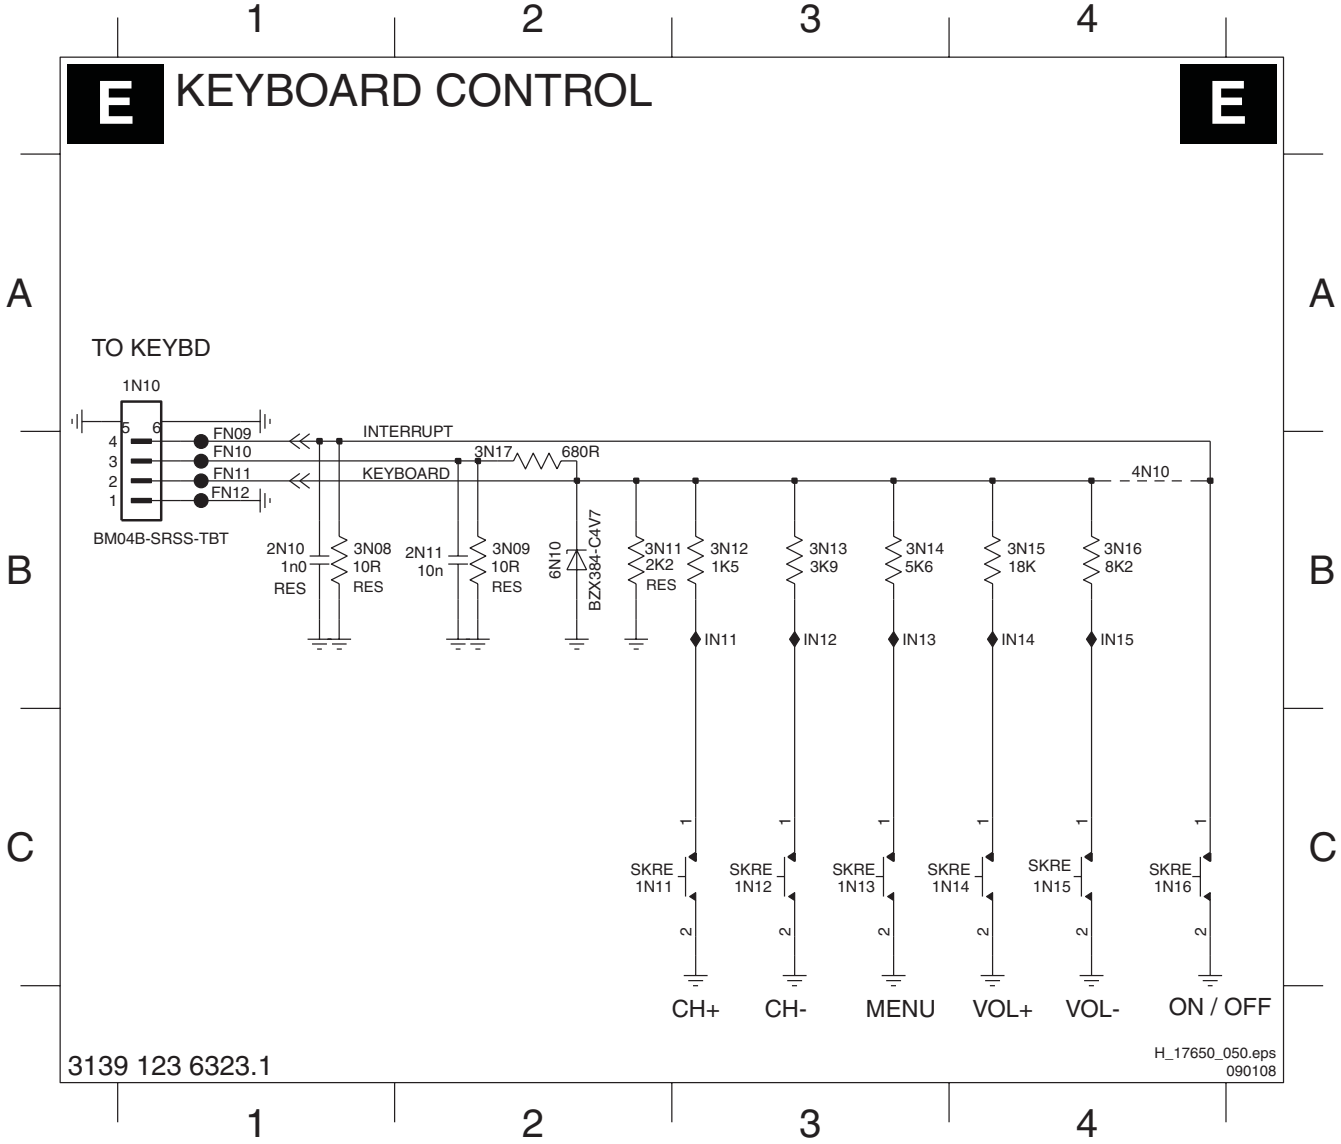 1 2 3 4
E KEYBOARD CONTROL E
A A
TO KEYBD
1N10
5 6
4 FN09 INTERRUPT
3 FN10 3N17 680R
2 FN11 KEYBOARD 4N10
1 FN12
BM04B-SRSS-TBT
2N10
1n0
RES
3N08
10R
RES
2N11
10n
3N09
10R
RES
6N10
BZX384-C4V7
3N11
2K2
RES
3N12
1K5
3N13
3K9
3N14
5K6
3N15
18K
3N16
8K2
B B
IN11 IN12 IN13 IN14 IN15
1 1 1 1 1 1
C C
SKRE
1N11
SKRE
1N12
SKRE
1N13
SKRE
1N14
SKRE
1N15
SKRE
1N16
2 2 2 2 2 2
CH+ CH- MENU VOL+ VOL- ON / OFF
3139 123 6323.1
H_17650_050.eps
090108
1 2 3 4